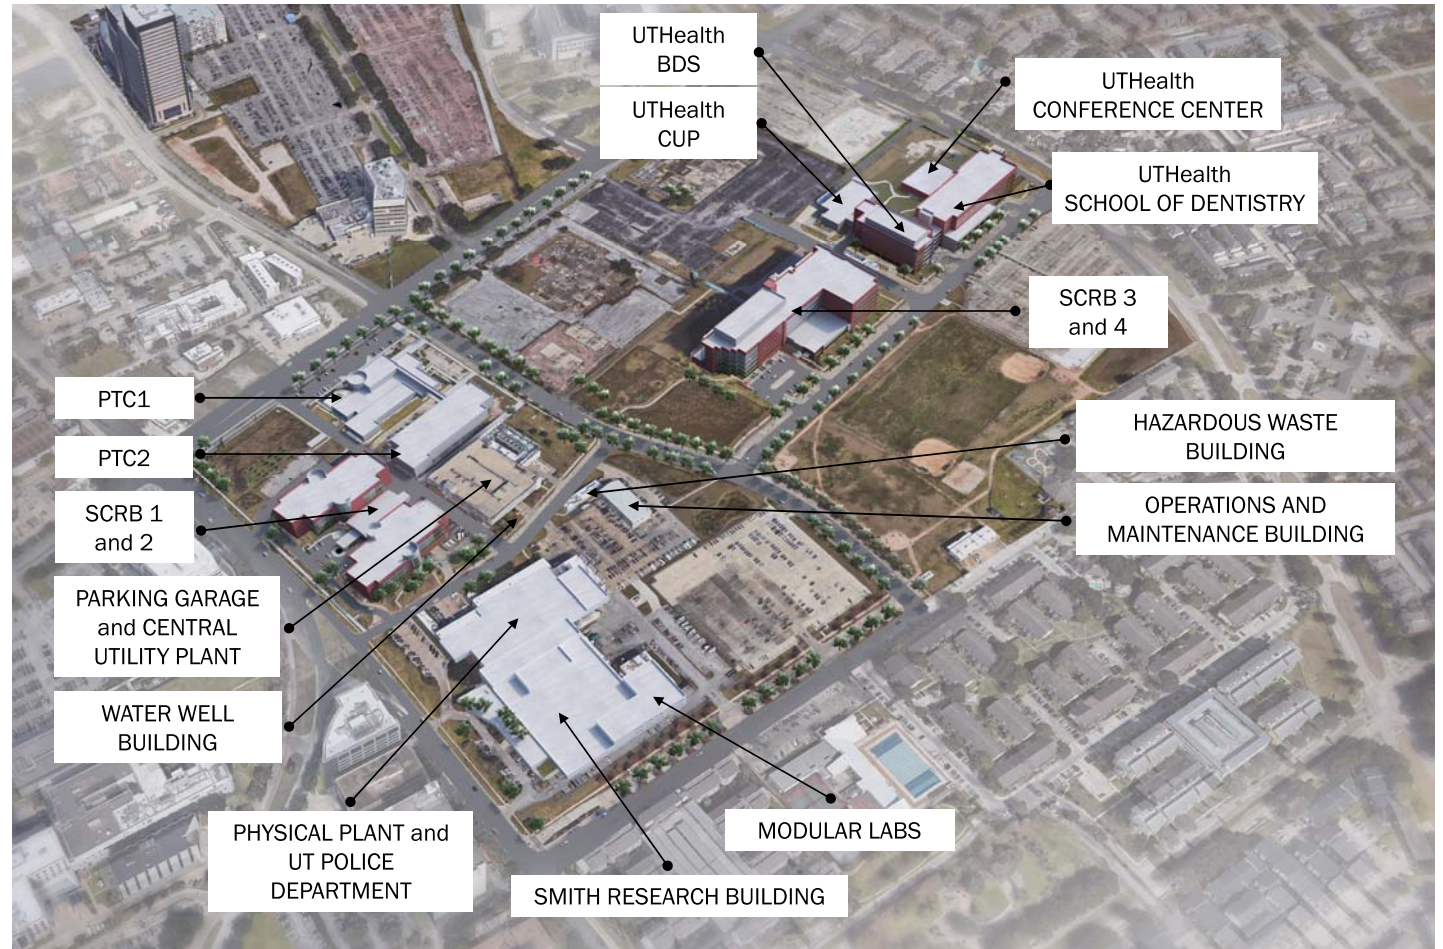 UTHealth
BDS
UTHealth
CUP
UTHealth
CONFERENCE CENTER
UTHealth
SCHOOL OF DENTISTRY
SCRB 3
and 4
PTC1
PTC2
SCRB 1
and 2
PARKING GARAGE
and CENTRAL
UTILITY PLANT
WATER WELL
BUILDING
PHYSICAL PLANT and
UT POLICE
DEPARTMENT
SMITH RESEARCH BUILDING
MODULAR LABS
HAZARDOUS WASTE
BUILDING
OPERATIONS AND
MAINTENANCE BUILDING